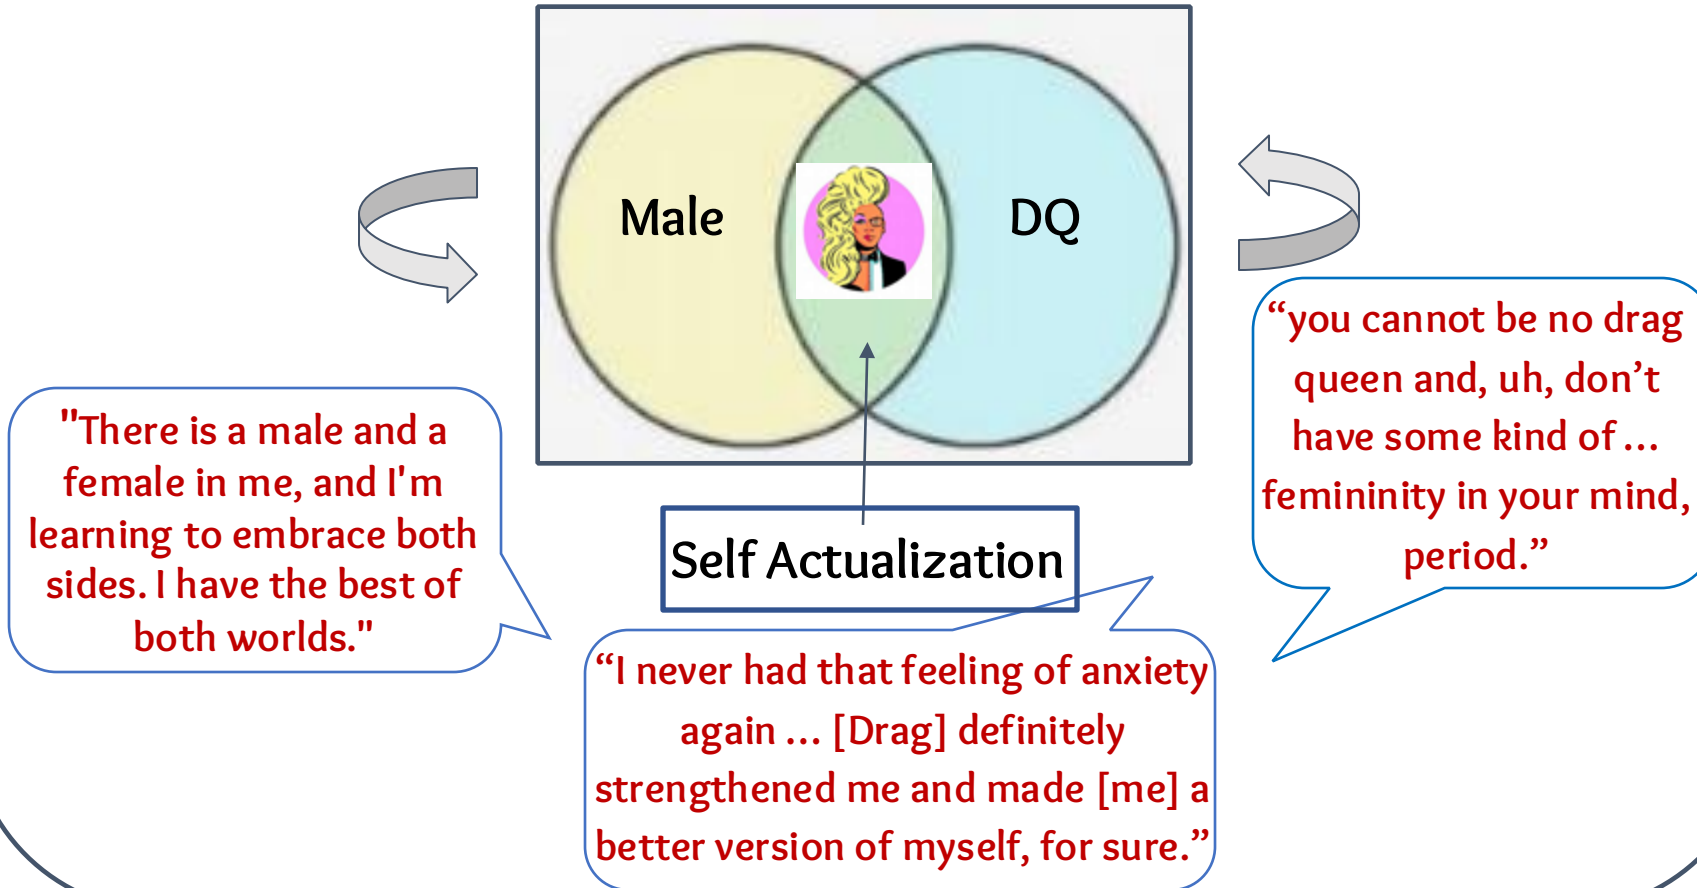 Male
DQ
"There is a male and a
female in me, and I'm
learning to embrace both
sides. I have the best of
both worlds."
Self Actualization
“I never had that feeling of anxiety
again ... [Drag] definitely
strengthened me and made [me] a
better version of myself, for sure.”
“you cannot be no drag
queen and, uh, don’t
have some kind of ...
femininity in your mind,
period.”